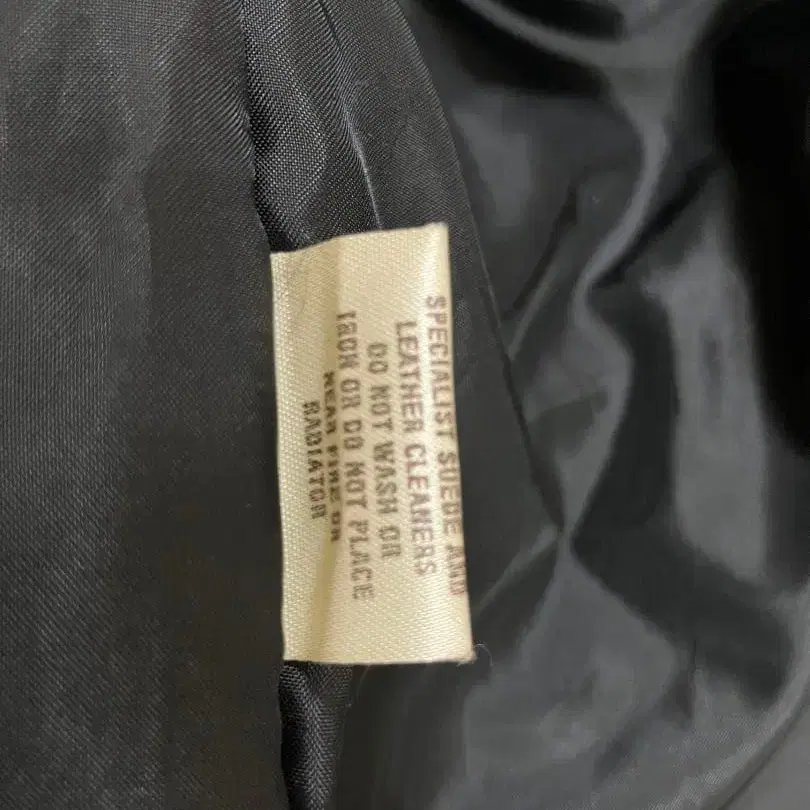 SPECIALIST SUEDE AND
LEATHER CLEANERS
DO NOT WASH OR
IRON OR DO NOT PLACE
NEAR FIRE OR
RADIATOR